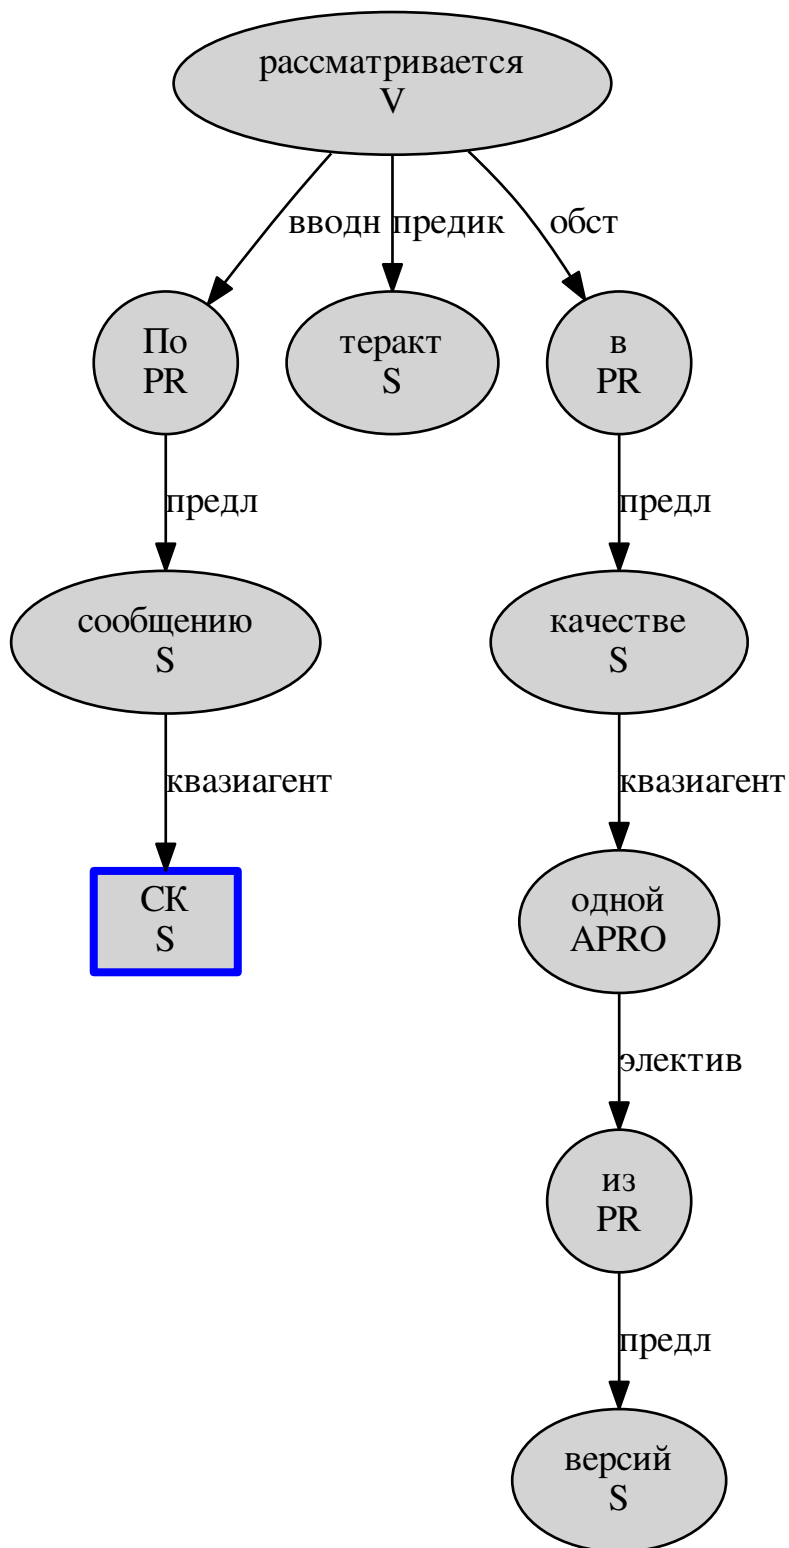 рассматривается
V
вводн предик обст
По
PR
теракт
S
в
PR
предл предл
сообщению
S
качестве
S
квазиагент квазиагент
СК
S
одной
APRO
электив
из
PR
предл
версий
S